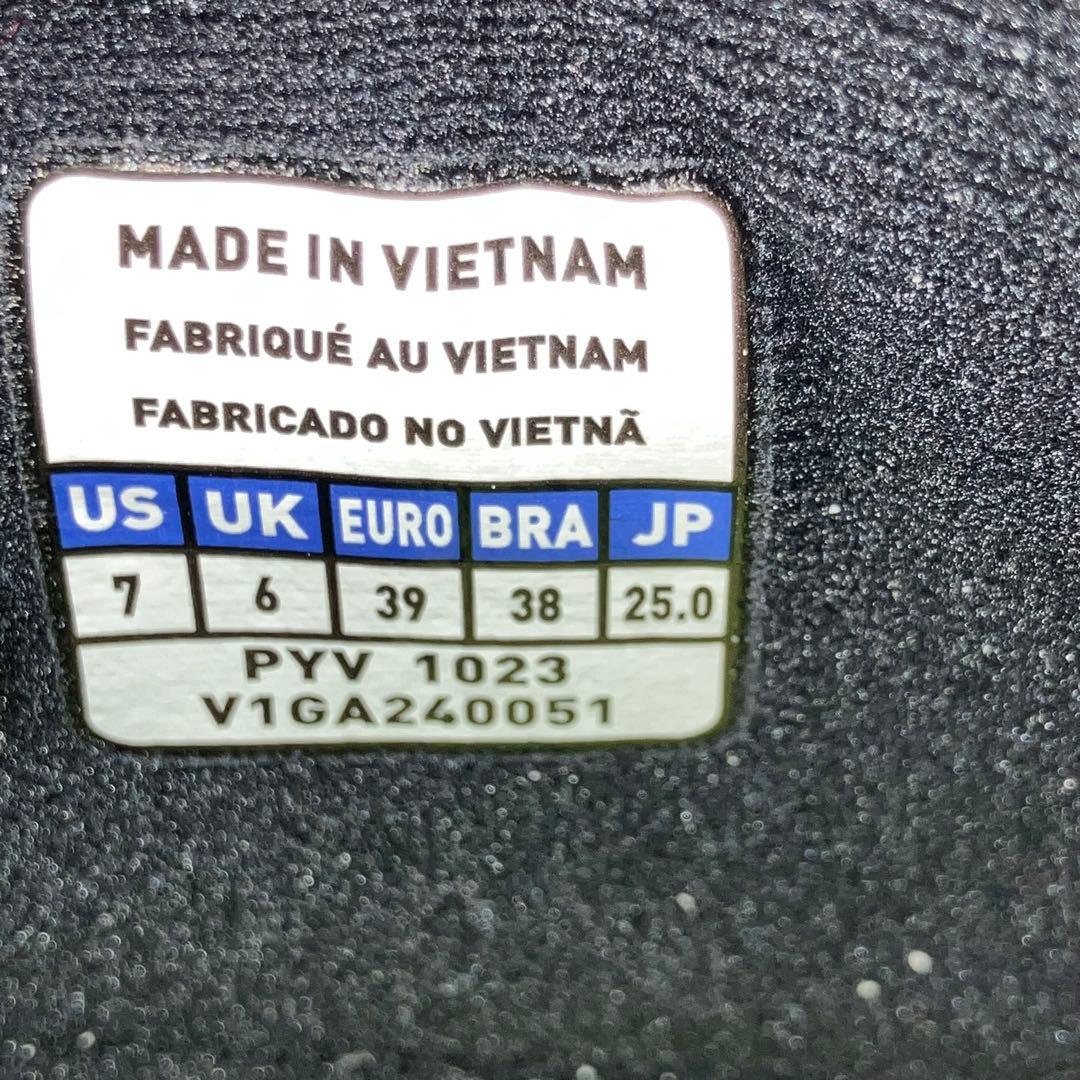 MADE IN VIETNAM
FABRIQUÉ AU VIETNAM
FABRICADO NO VIETNÃ
US UK EURO BRA JP
7 6 39 38 25.0
PYV 1023
V1GA240051